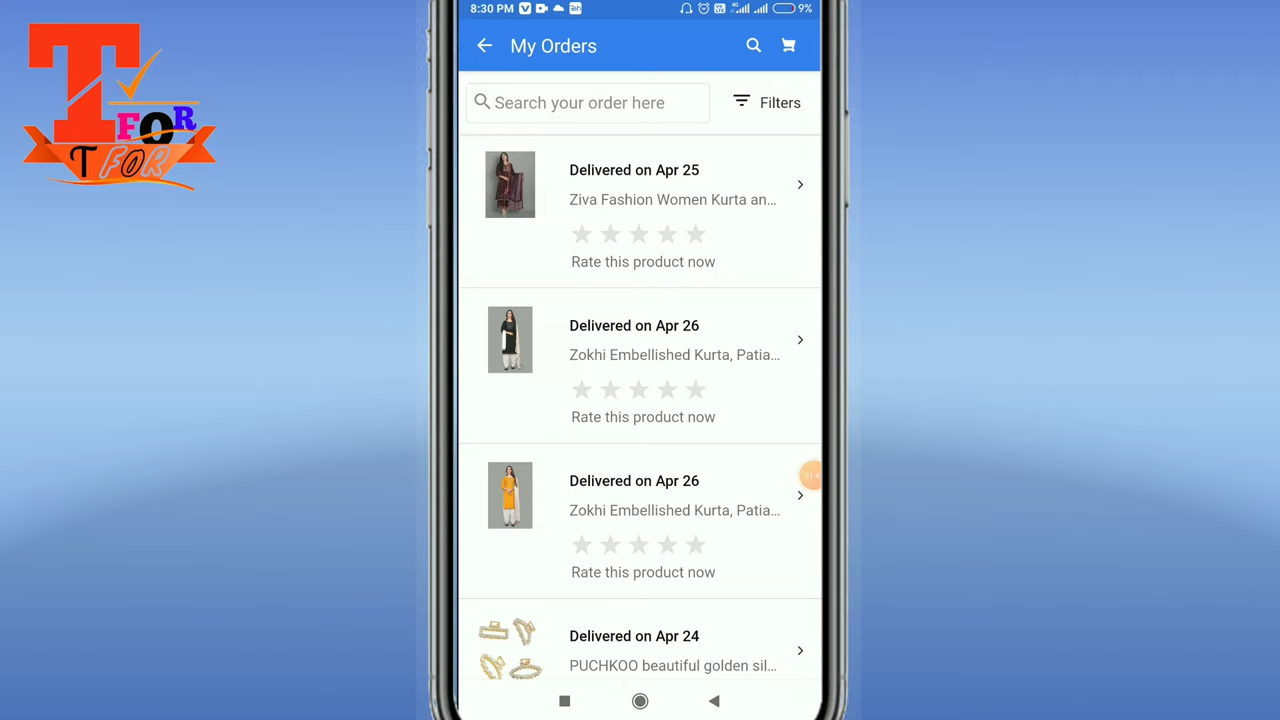 T
FOR
T FOR
8:30 PM
9%
My Orders
Search your order here
Filters
Delivered on Apr 25
Ziva Fashion Women Kurta an...
Rate this product now
Delivered on Apr 26
Zokhi Embellished Kurta, Patia...
Rate this product now
Delivered on Apr 26
Zokhi Embellished Kurta, Patia...
Rate this product now
Delivered on Apr 24
PUCHKOO beautiful golden sil...